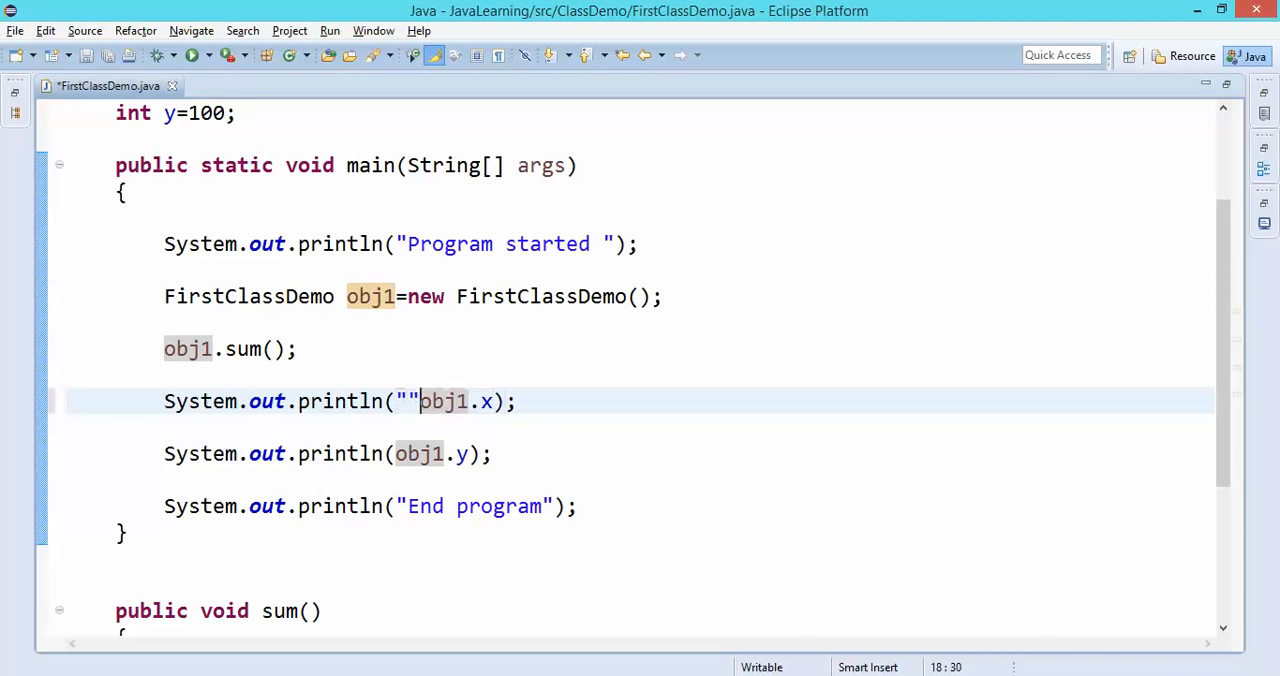 Java - JavaLearning/src/ClassDemo/FirstClassDemo.java - Eclipse Platform
File Edit Source Refactor Navigate Search Project Run Window Help
Quick Access Resource Java
*FirstClassDemo.java
int y=100;
public static void main(String[] args)
{
System.out.println("Program started ");
FirstClassDemo obj1=new FirstClassDemo();
obj1.sum();
System.out.println(""obj1.x);
System.out.println(obj1.y);
System.out.println("End program");
}
public void sum()
{
Writable Smart Insert 18 : 30